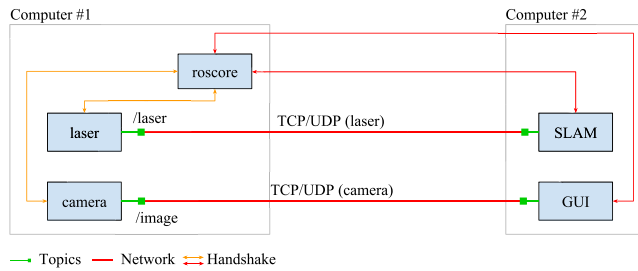 Computer #1
Computer #2
roscore
/laser
TCP/UDP (laser)
laser
SLAM
TCP/UDP (camera)
camera
GUI
/image
Topics
Network
Handshake